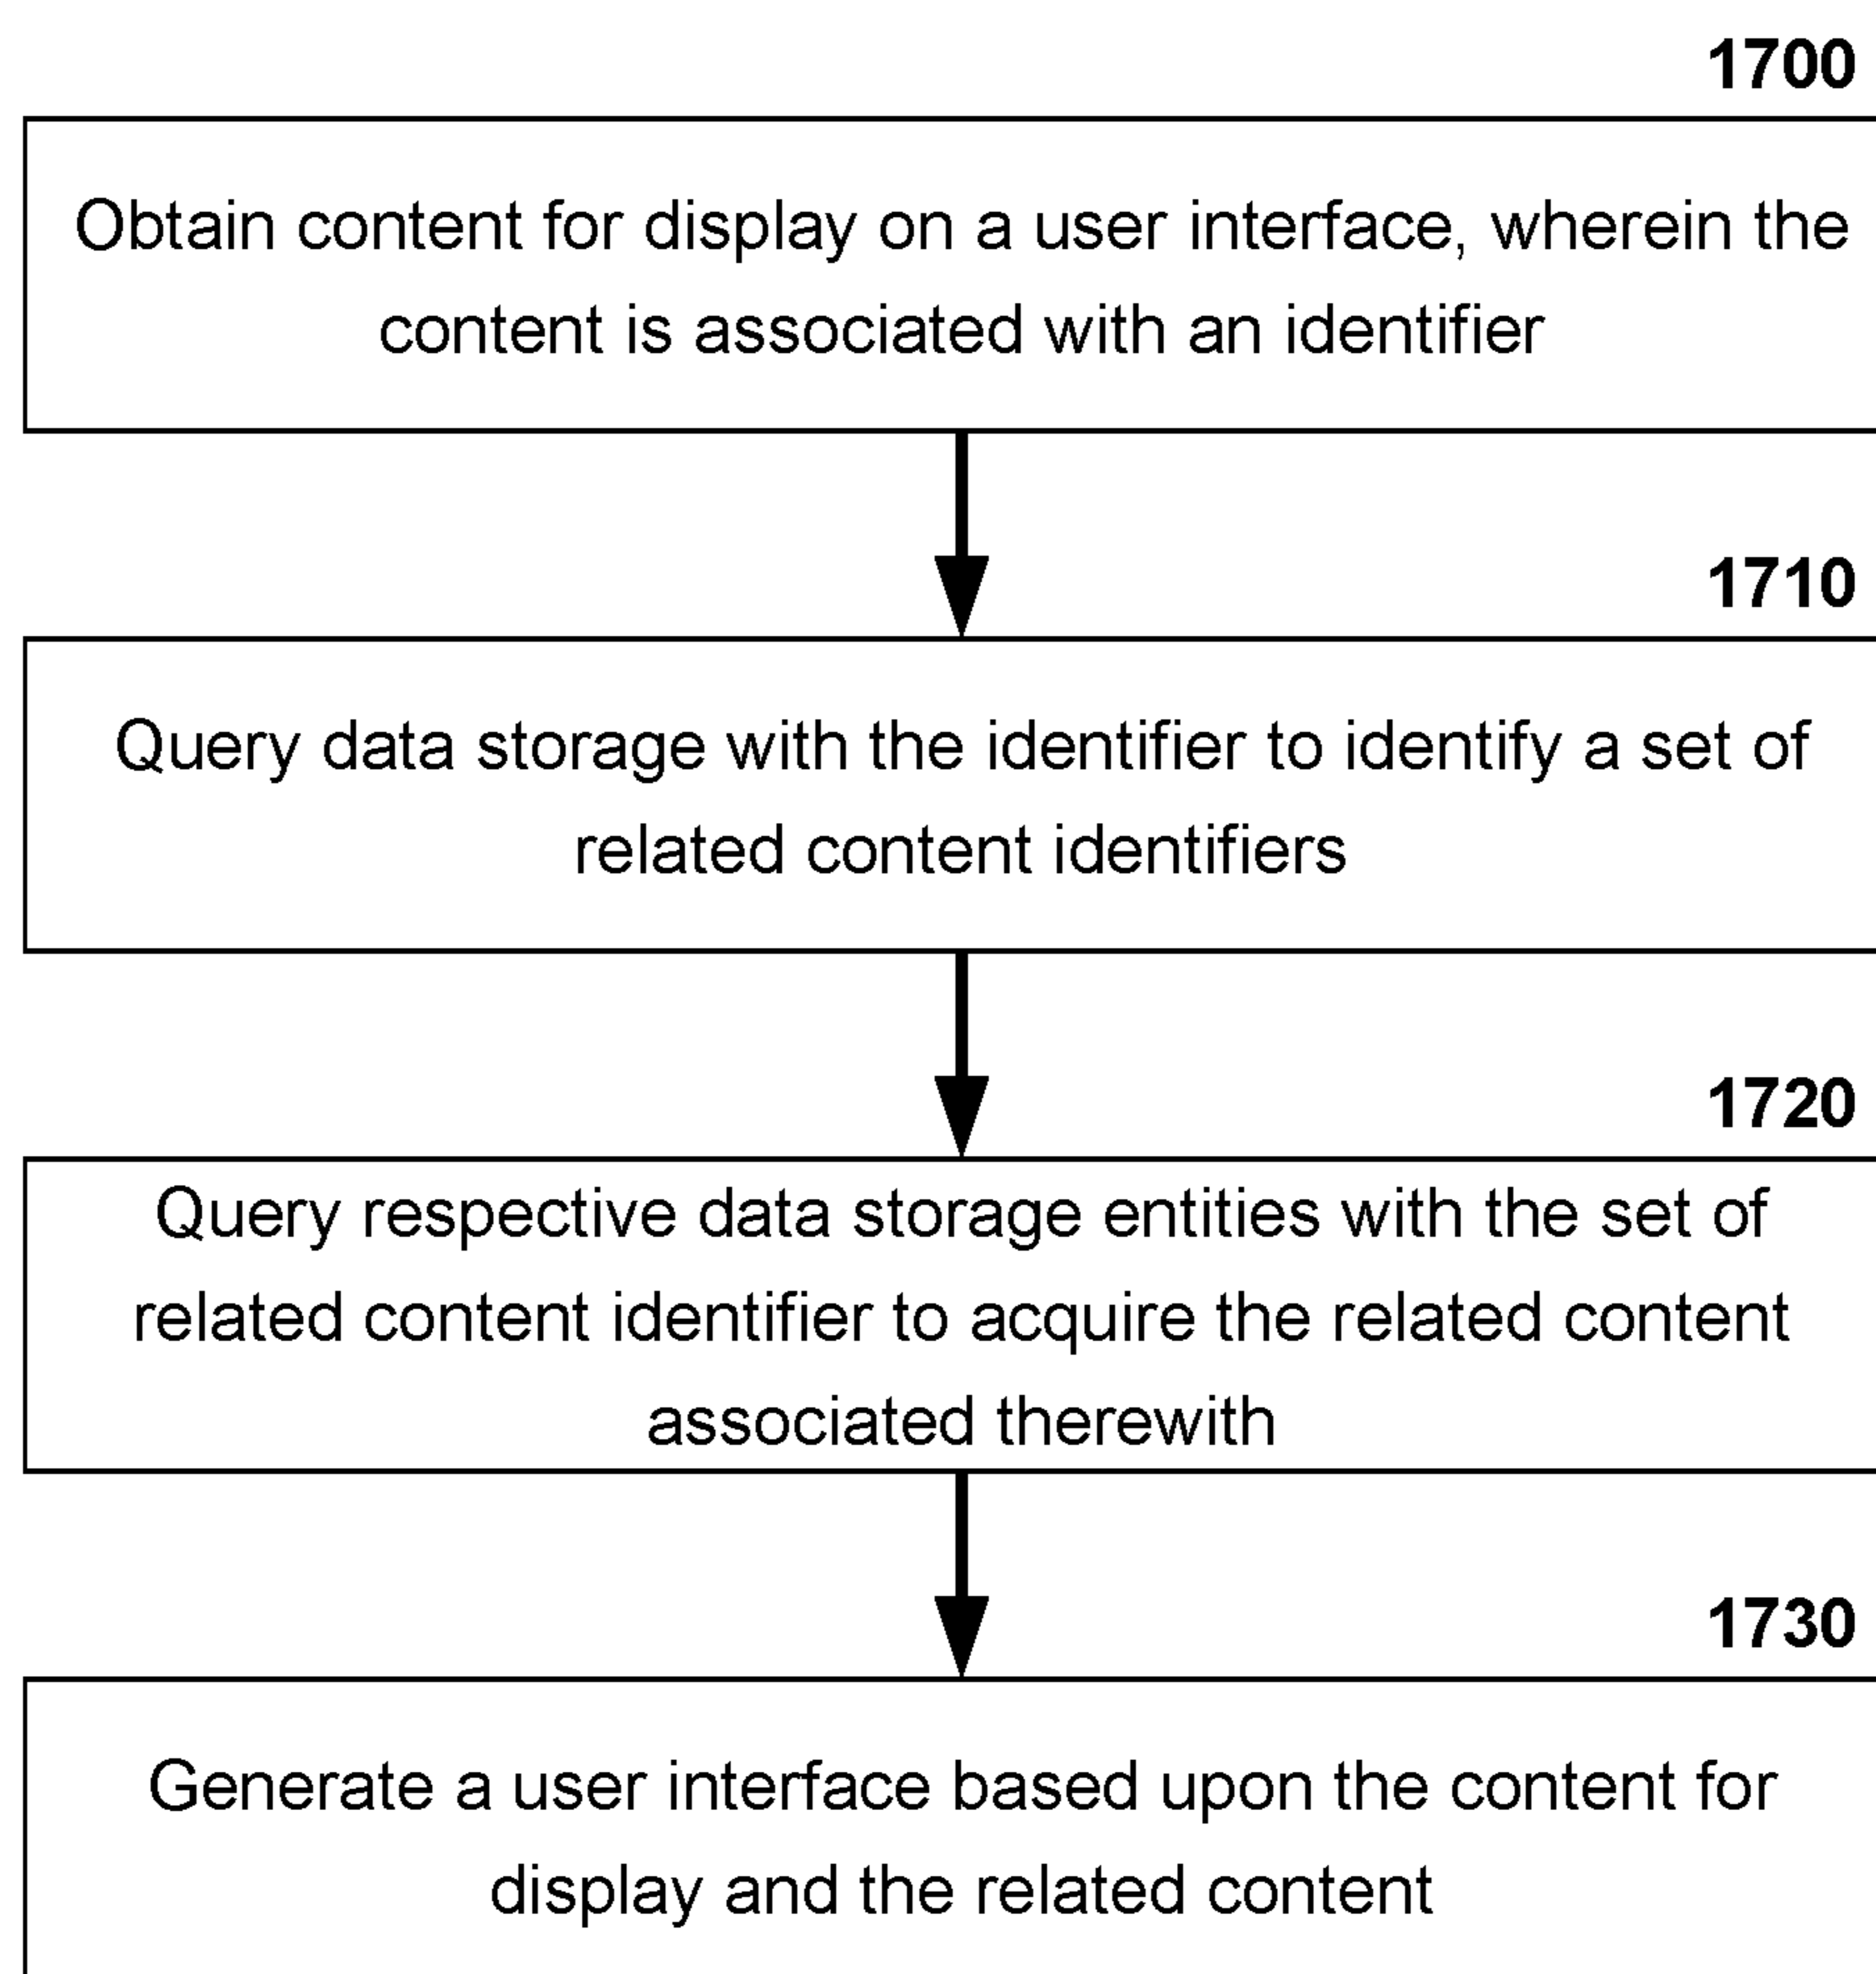 1700
Obtain content for display on a user interface, wherein the
content is associated with an identifier
1710
Query data storage with the identifier to identify a set of
related content identifiers
1720
Query respective data storage entities with the set of
related content identifier to acquire the related content
associated therewith
1730
Generate a user interface based upon the content for
display and the related content